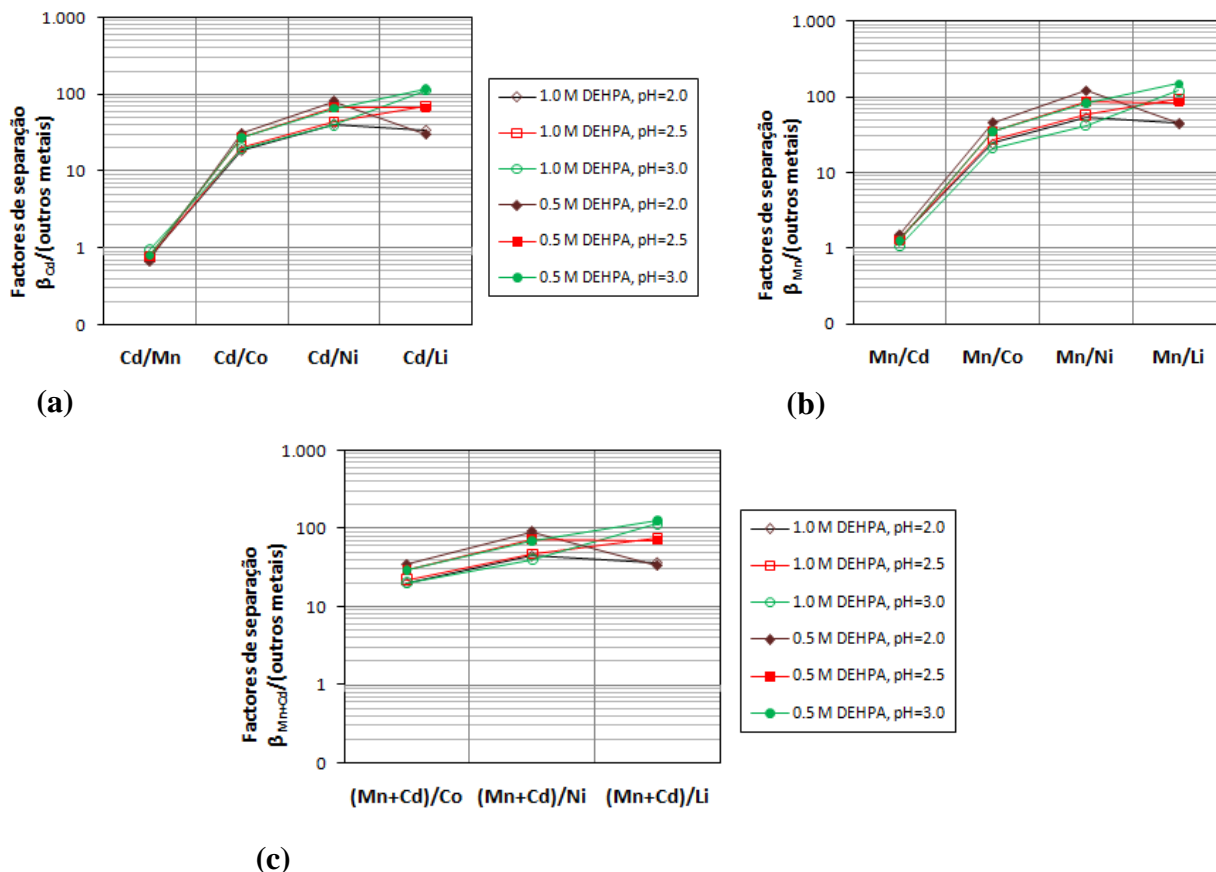 1.000
100
10
1
0
Factores de separação
β Cd/(outros metais)
Cd/Mn Cd/Co Cd/Ni Cd/Li
1.0 M DEHPA, pH=2.0
1.0 M DEHPA, pH=2.5
1.0 M DEHPA, pH=3.0
0.5 M DEHPA, pH=2.0
0.5 M DEHPA, pH=2.5
0.5 M DEHPA, pH=3.0
(a)
1.000
100
10
1
0
Factores de separação
β Mn/(outros metais)
Mn/Cd Mn/Co Mn/Ni Mn/Li
(b)
1.000
100
10
1
0
Factores de separação
β Mn+Cd/(outros metais)
(Mn+Cd)/Co (Mn+Cd)/Ni (Mn+Cd)/Li
1.0 M DEHPA, pH=2.0
1.0 M DEHPA, pH=2.5
1.0 M DEHPA, pH=3.0
0.5 M DEHPA, pH=2.0
0.5 M DEHPA, pH=2.5
0.5 M DEHPA, pH=3.0
(c)